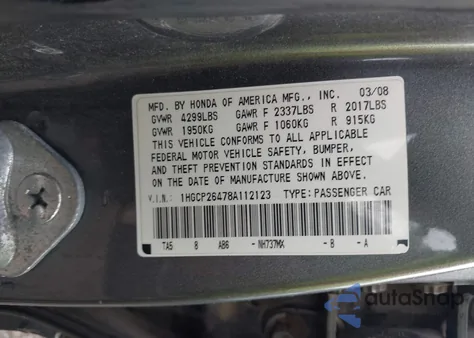 MFD. BY HONDA OF AMERICA MFG., INC. 03/08
GVWR 4299LBS GAWR F 2337LBS R 2017LBS
GVWR 1950KG GAWR F 1060KG R 915KG
THIS VEHICLE CONFORMS TO ALL APPLICABLE
FEDERAL MOTOR VEHICLE SAFETY, BUMPER,
AND THEFT PREVENTION STANDARDS IN EFFECT
ON THE DATE OF MANUFACTURE SHOWN ABOVE.
V.I.N.: 1HGCP26478A112123 TYPE: PASSENGER CAR
TA5 8 AB6 -NH737MX -B -A
autoSnap